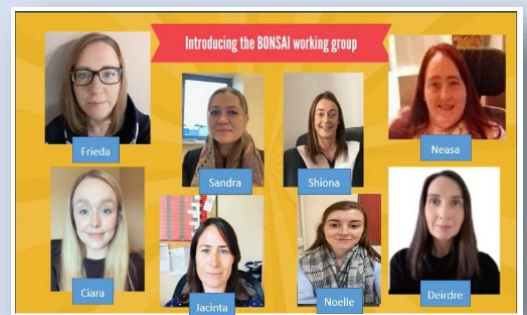 Introducing the BONSAI working group
Frieda
Sandra
Shiona
Neasa
Ciara
Jacinta
Noelle
Deirdre